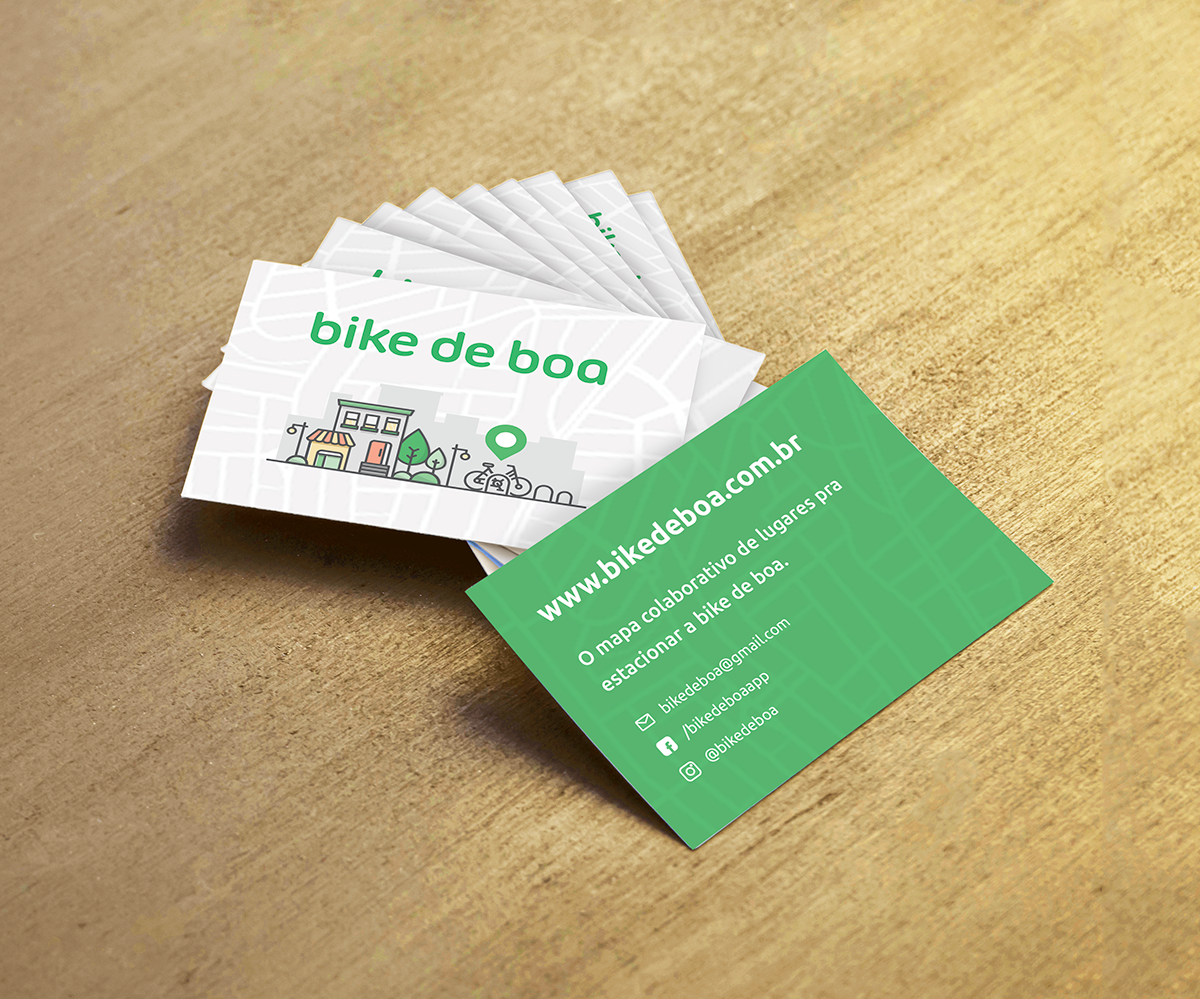 bike de boa
www.bikedeboa.com.br
O mapa colaborativo de lugares pra
estacionar a bike de boa.
bikedeboa@gmail.com
/bikedeboaapp
@bikedeboa